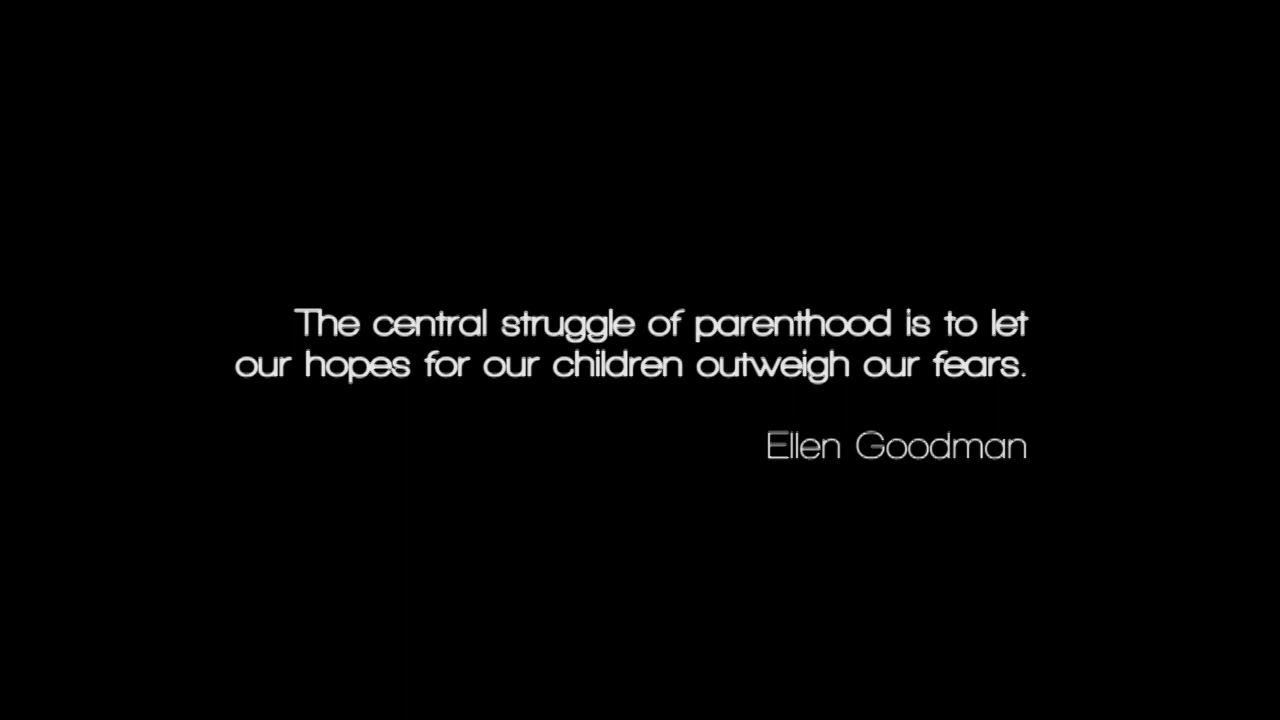 The central struggle of parenthood is to let
our hopes for our children outweigh our fears.
Ellen Goodman